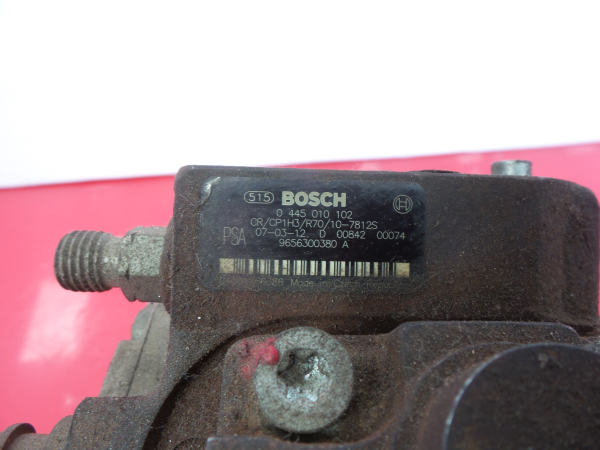 515 BOSCH
0 445 010 102
CR/CP1H3/R70/10-7812S
PSA 07-03-12 D 00842 00074
9656300380 A
Made in